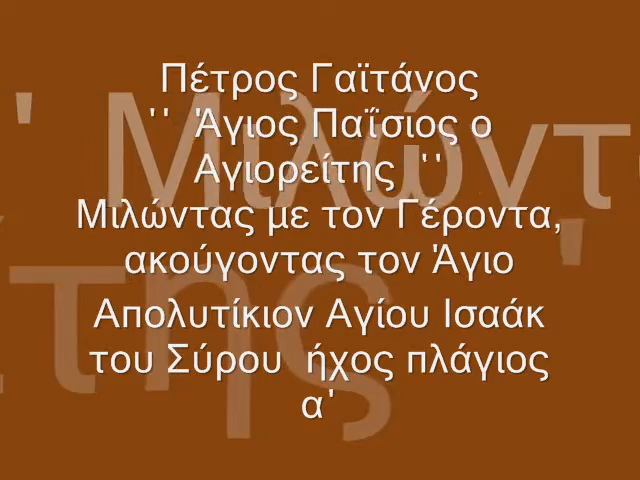 Πέτρος Γαϊτάνος
'' Άγιος Παΐσιος ο
Αγιορείτης ''
Μιλώντας με τον Γέροντα,
ακούγοντας τον Άγιο
Απολυτίκιον Αγίου Ισαάκ
του Σύρου ήχος πλάγιος
α'